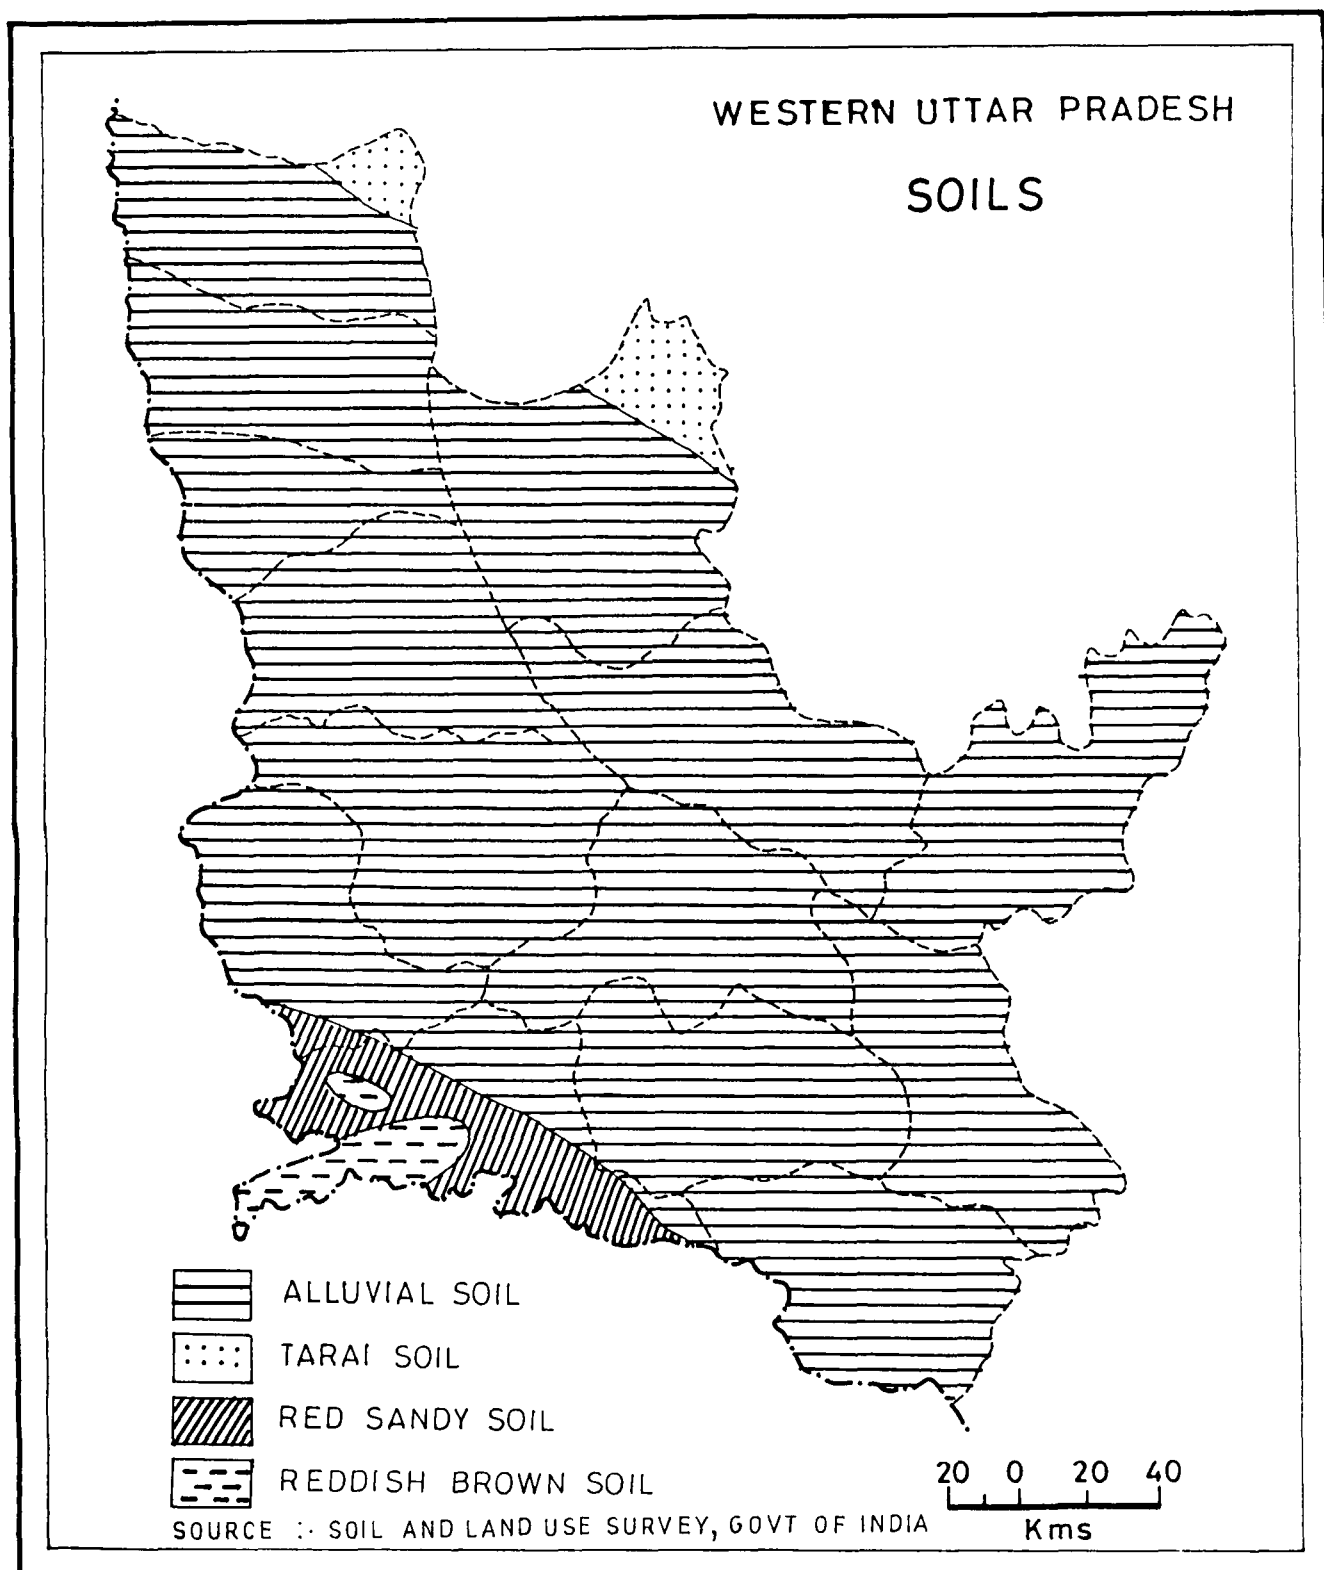 WESTERN UTTAR PRADESH
SOILS
ALLUVIAL SOIL
TARAI SOIL
RED SANDY SOIL
REDDISH BROWN SOIL
20 0 20 40
Kms
SOURCE :- SOIL AND LAND USE SURVEY, GOVT OF INDIA